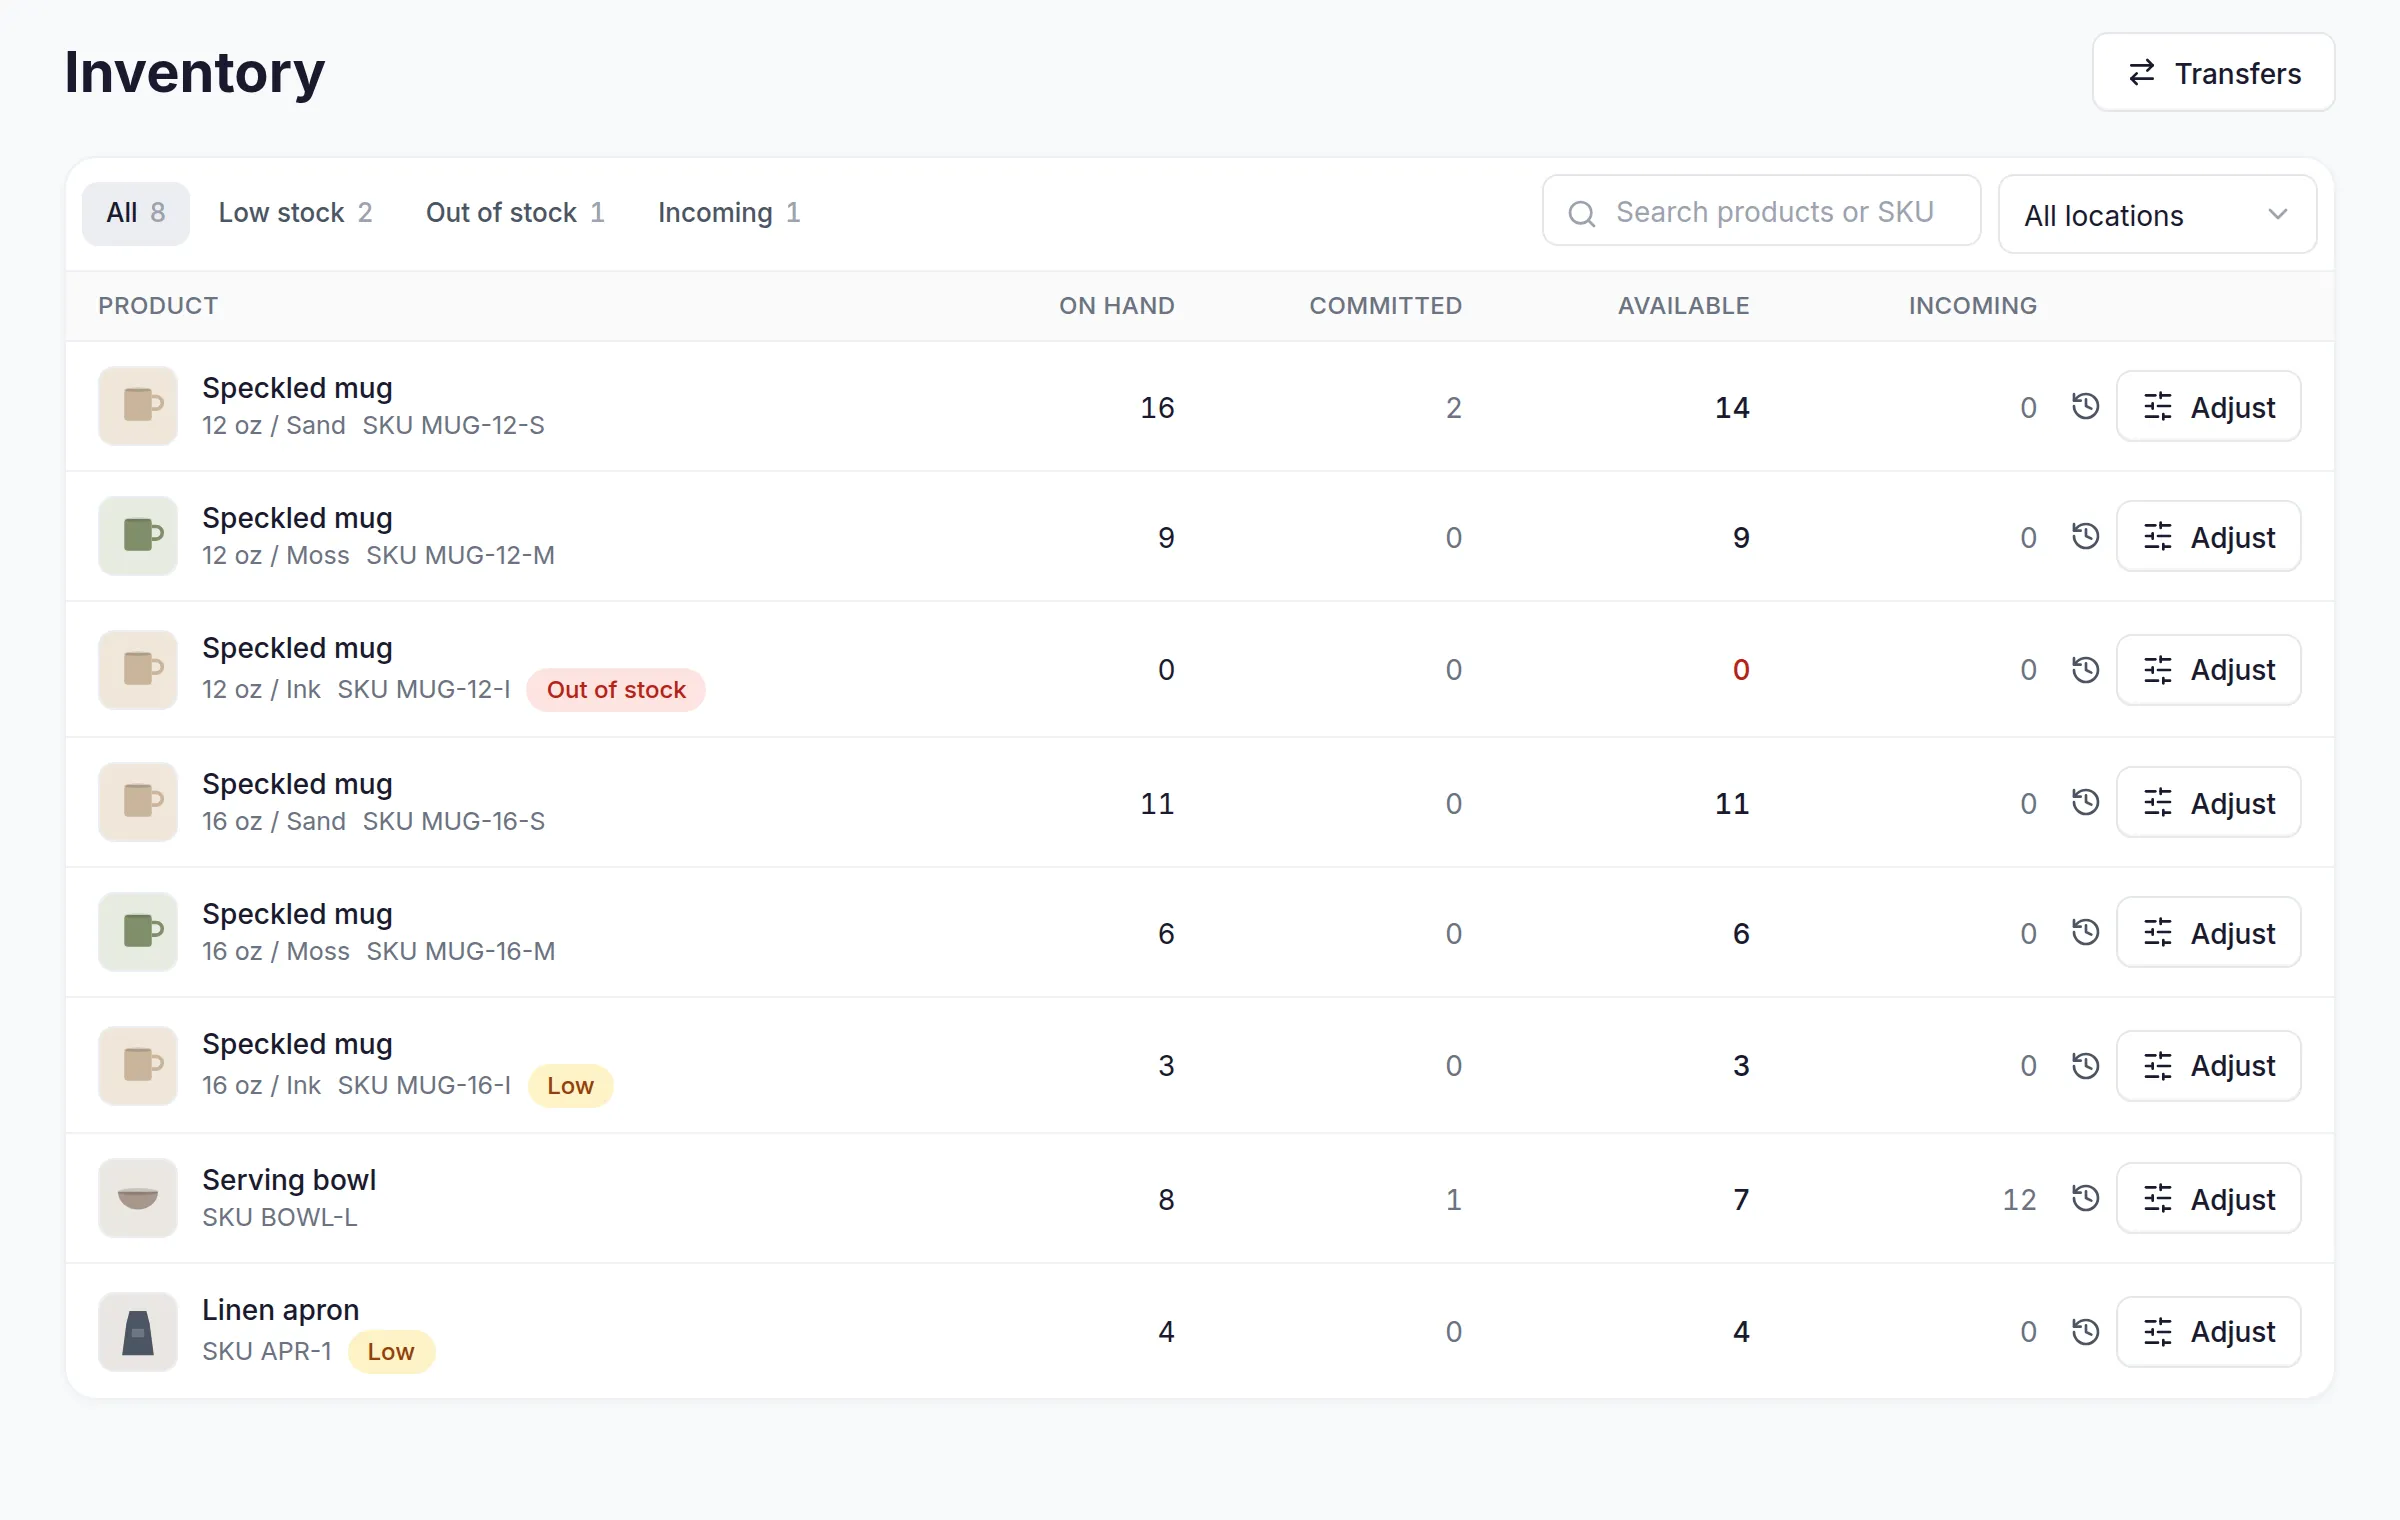 Inventory
Transfers
All 8 Low stock 2 Out of stock 1 Incoming 1 Search products or SKU All locations
PRODUCT ON HAND COMMITTED AVAILABLE INCOMING
Speckled mug
12 oz / Sand SKU MUG-12-S
16 2 14 0 Adjust
Speckled mug
12 oz / Moss SKU MUG-12-M
9 0 9 0 Adjust
Speckled mug
12 oz / Ink SKU MUG-12-I Out of stock
0 0 0 0 Adjust
Speckled mug
16 oz / Sand SKU MUG-16-S
11 0 11 0 Adjust
Speckled mug
16 oz / Moss SKU MUG-16-M
6 0 6 0 Adjust
Speckled mug
16 oz / Ink SKU MUG-16-I Low
3 0 3 0 Adjust
Serving bowl
SKU BOWL-L
8 1 7 12 Adjust
Linen apron
SKU APR-1 Low
4 0 4 0 Adjust